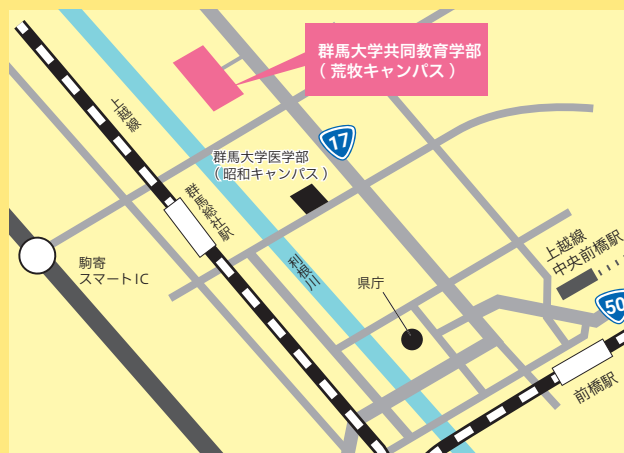 群馬大学共同教育学部
（荒牧キャンパス）
上越線
17
群馬大学医学部
（昭和キャンパス）
群馬総社駅
駒寄
スマートIC
利根川
県庁
上越線
中央前橋駅
50
前橋駅